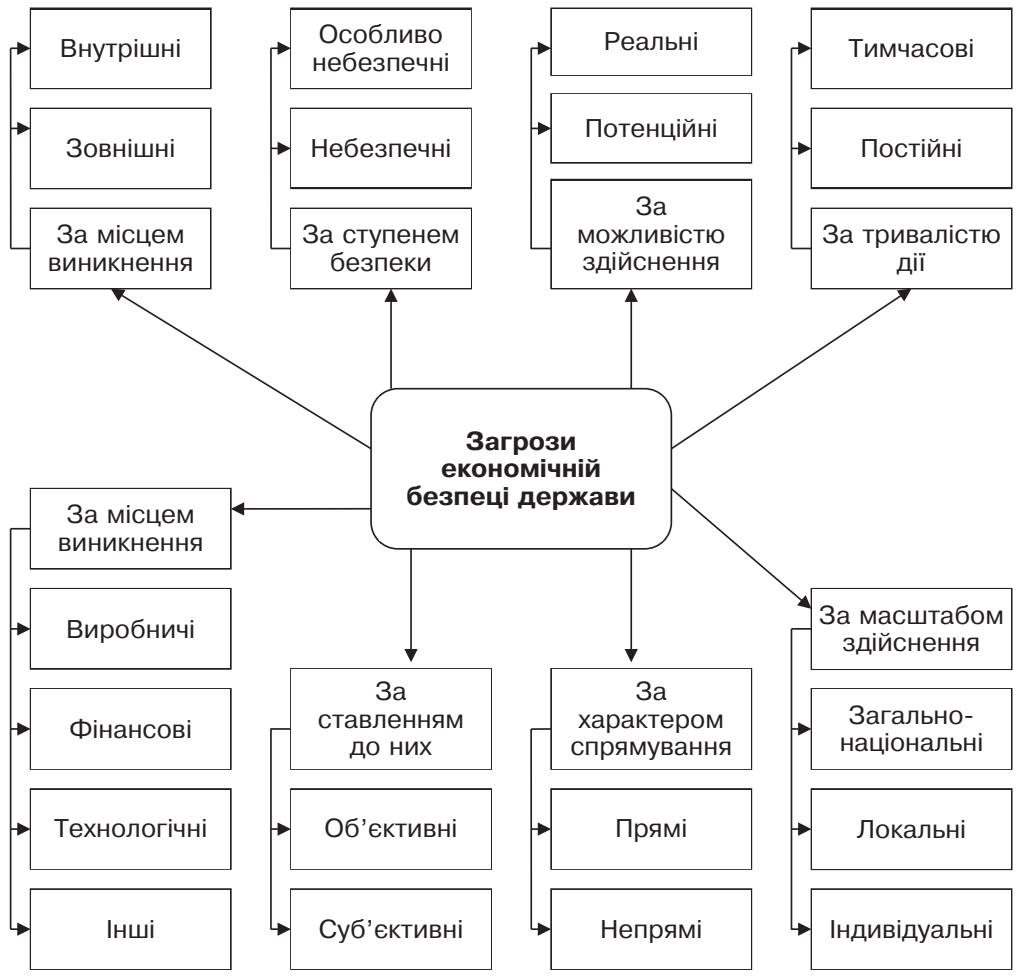 Внутрішні
Зовнішні
За місцем
виникнення
Особливо
небезпечні
Небезпечні
За ступенем
безпеки
Реальні
Потенційні
За
можливістю
здійснення
Тимчасові
Постійні
За тривалістю
дії
Загрози
економічній
безпеці держави
За місцем
виникнення
Виробничі
Фінансові
Технологічні
Інші
За
ставленням
до них
Об’єктивні
Суб’єктивні
За
характером
спрямування
Прямі
Непрямі
За масштабом
здійснення
Загально-
національні
Локальні
Індивідуальні